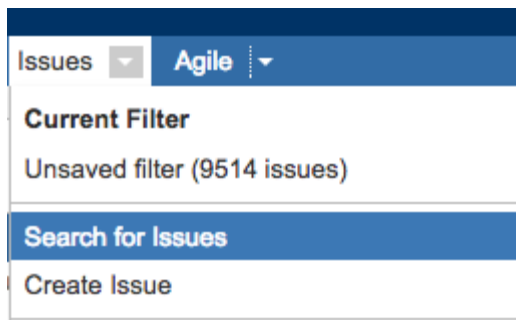 Issues Agile
Current Filter
Unsaved filter (9514 issues)
Search for Issues
Create Issue